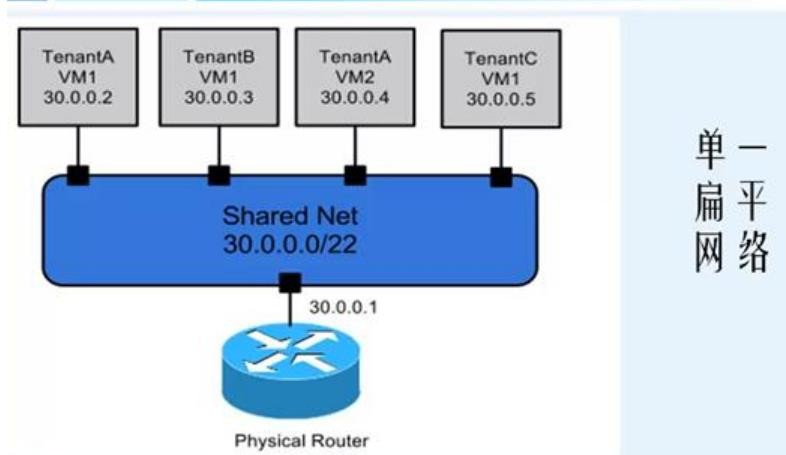 TenantA
VM1
30.0.0.2
TenantB
VM1
30.0.0.3
TenantA
VM2
30.0.0.4
TenantC
VM1
30.0.0.5
Shared Net
30.0.0.0/22
30.0.0.1
Physical Router
单一
扁平
网络